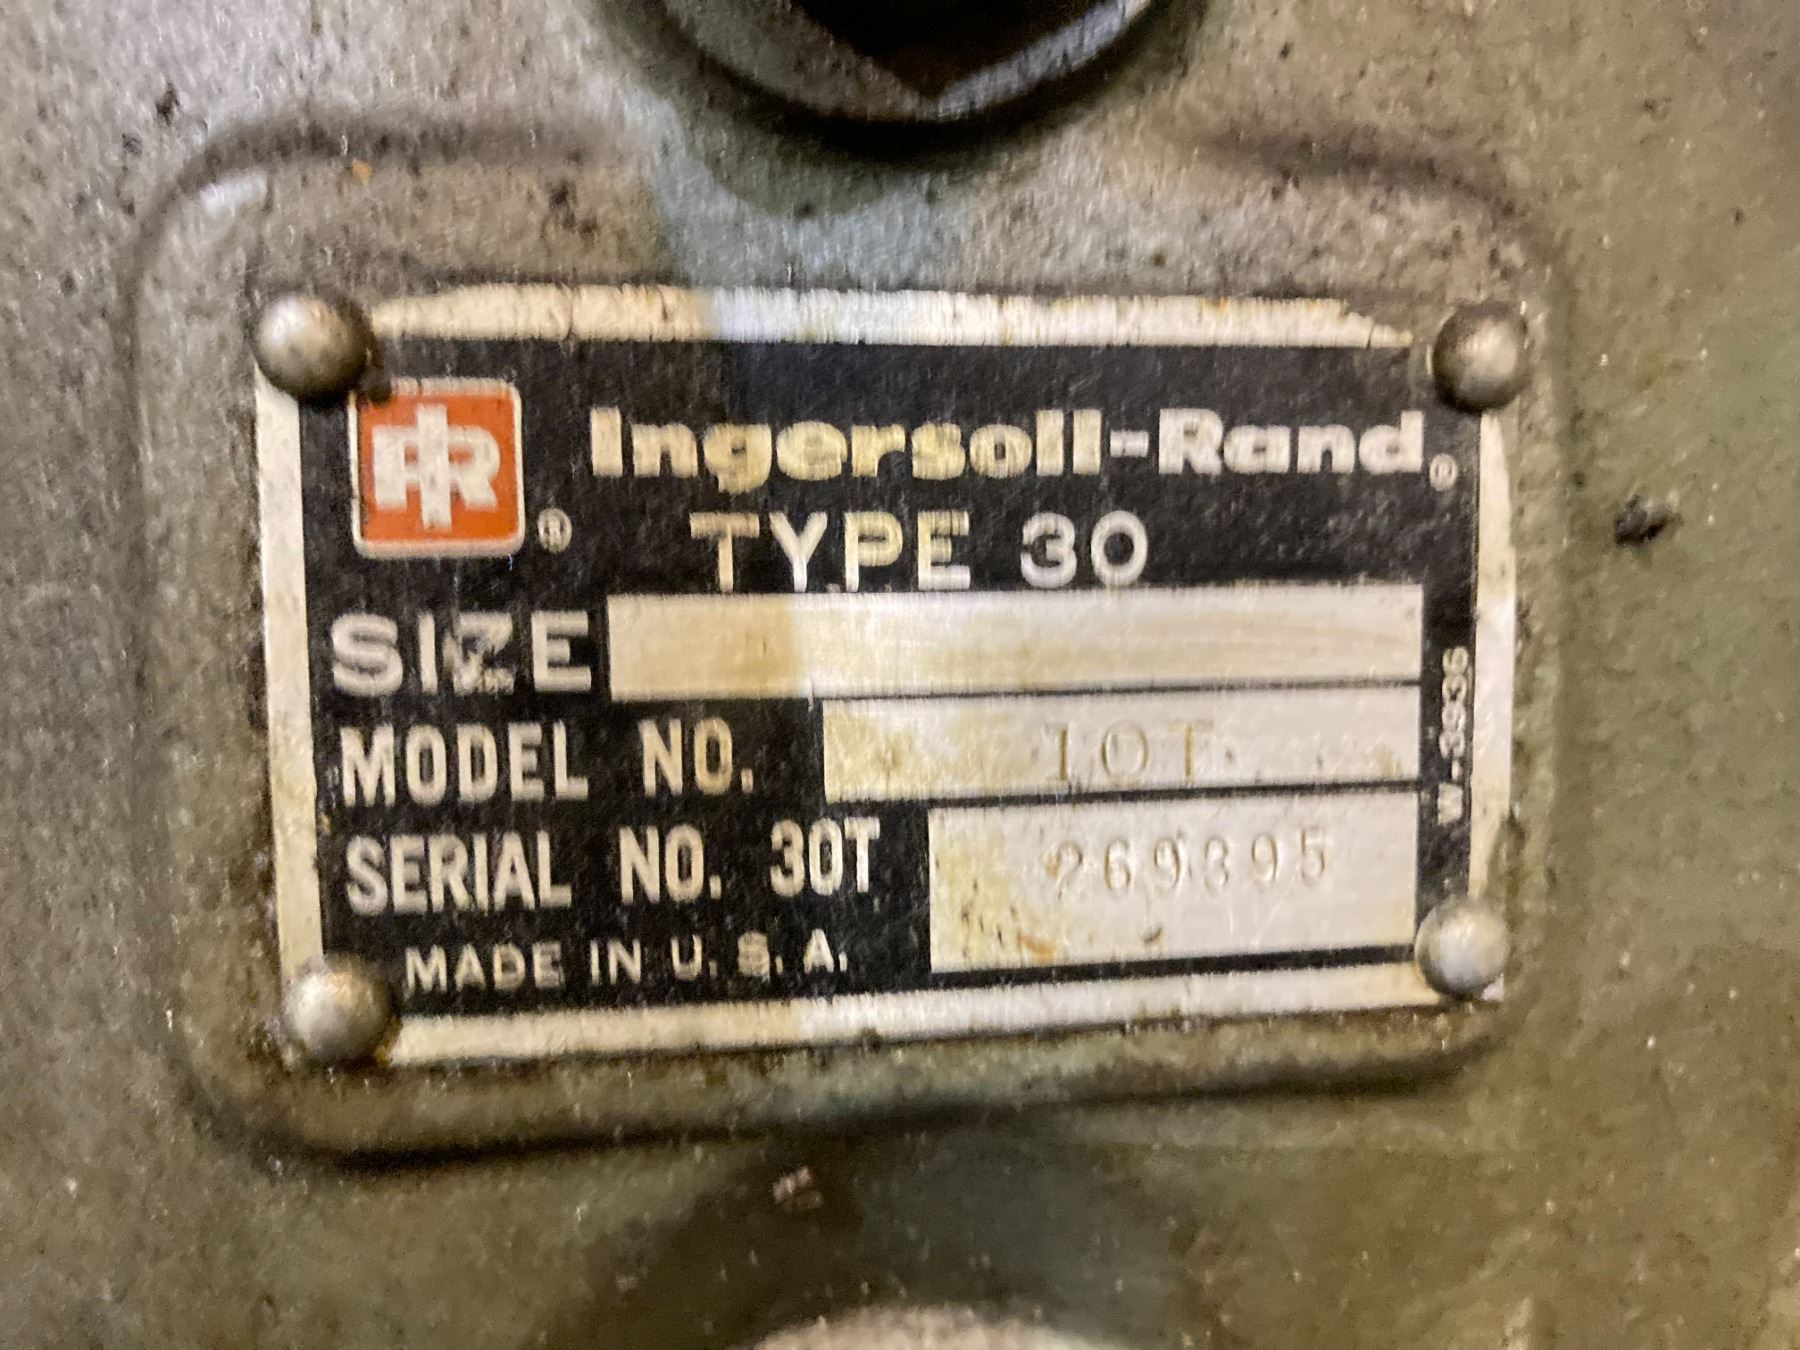 IR ® Ingersoll-Rand®
TYPE 30
SIZE
MODEL NO. 10T
SERIAL NO. 30T 269395
MADE IN U.S.A.
W-3936